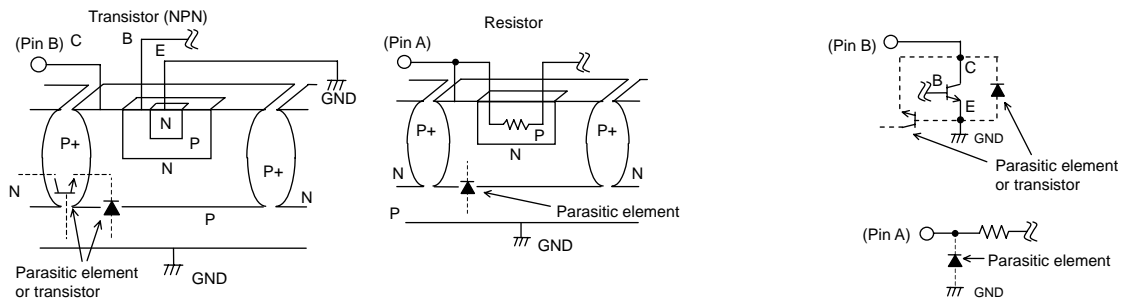 Transistor (NPN)
(Pin B)
C
B
E
GND
P+
N
P
N
P+
N
N
P
GND
Parasitic element
or transistor
Resistor
(Pin A)
P+
P
N
P+
N
N
Parasitic element
P
GND
(Pin B)
C
B
E
GND
Parasitic element
or transistor
(Pin A)
Parasitic element
GND